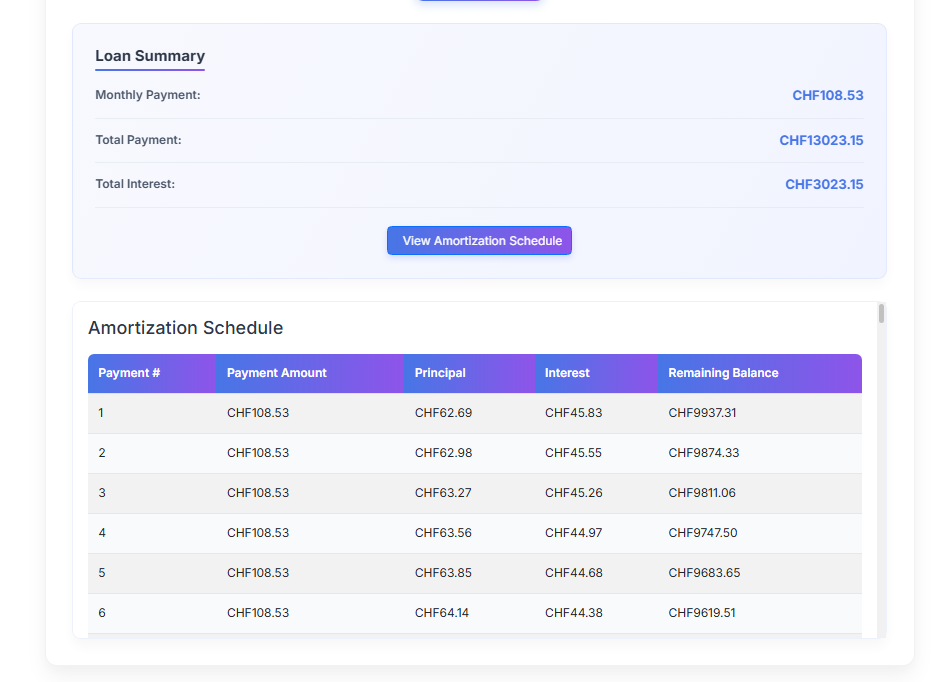 Loan Summary
Monthly Payment: CHF108.53
Total Payment: CHF13023.15
Total Interest: CHF3023.15
View Amortization Schedule
Amortization Schedule
Payment # Payment Amount Principal Interest Remaining Balance
1 CHF108.53 CHF62.69 CHF45.83 CHF9937.31
2 CHF108.53 CHF62.98 CHF45.55 CHF9874.33
3 CHF108.53 CHF63.27 CHF45.26 CHF9811.06
4 CHF108.53 CHF63.56 CHF44.97 CHF9747.50
5 CHF108.53 CHF63.85 CHF44.68 CHF9683.65
6 CHF108.53 CHF64.14 CHF44.38 CHF9619.51